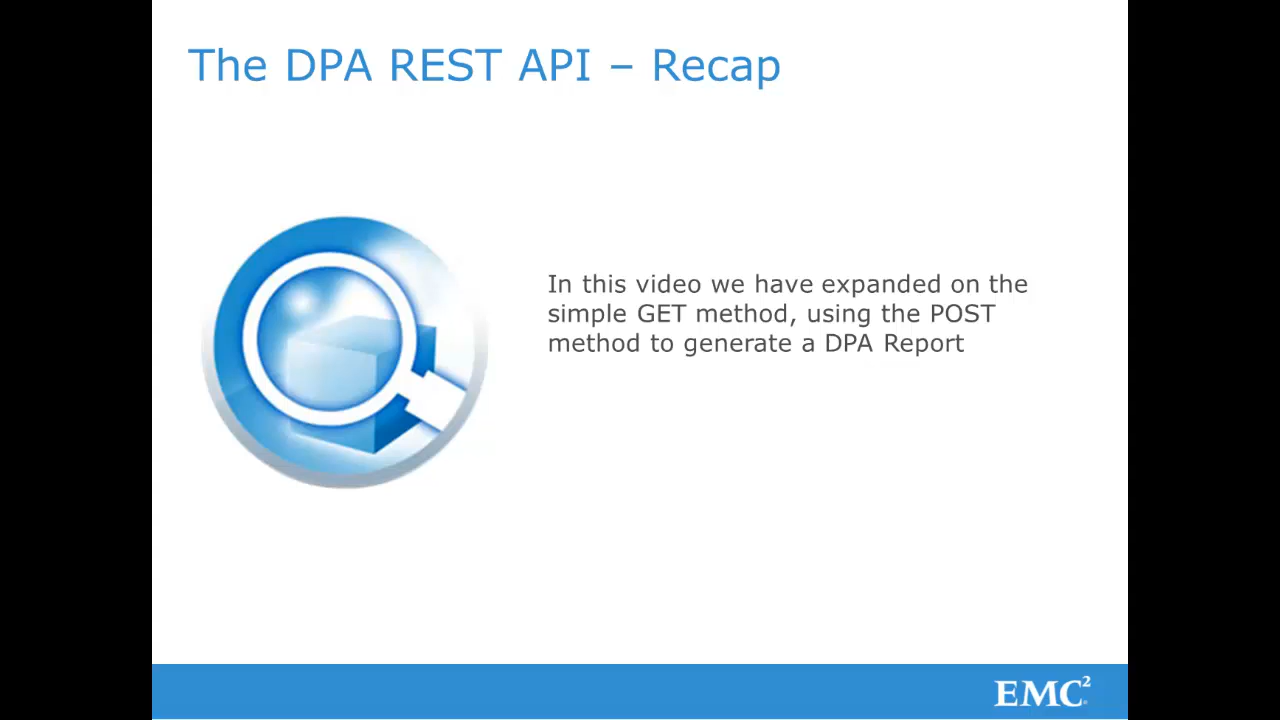 The DPA REST API – Recap
In this video we have expanded on the
simple GET method, using the POST
method to generate a DPA Report
EMC²